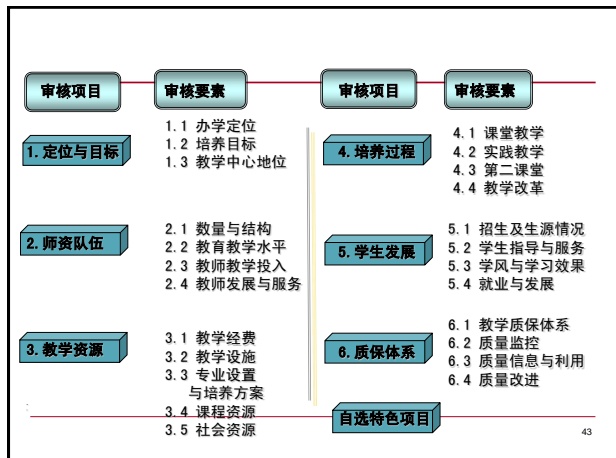 审核项目
审核要素
1.定位与目标
1.1 办学定位
1.2 培养目标
1.3 教学中心地位
2.师资队伍
2.1 数量与结构
2.2 教育教学水平
2.3 教师教学投入
2.4 教师发展与服务
3.教学资源
3.1 教学经费
3.2 教学设施
3.3 专业设置
与培养方案
3.4 课程资源
3.5 社会资源
审核项目
审核要素
4.培养过程
4.1 课堂教学
4.2 实践教学
4.3 第二课堂
4.4 教学改革
5.学生发展
5.1 招生及生源情况
5.2 学生指导与服务
5.3 学风与学习效果
5.4 就业与发展
6.质保体系
6.1 教学质保体系
6.2 质量监控
6.3 质量信息与利用
6.4 质量改进
自选特色项目
:
43